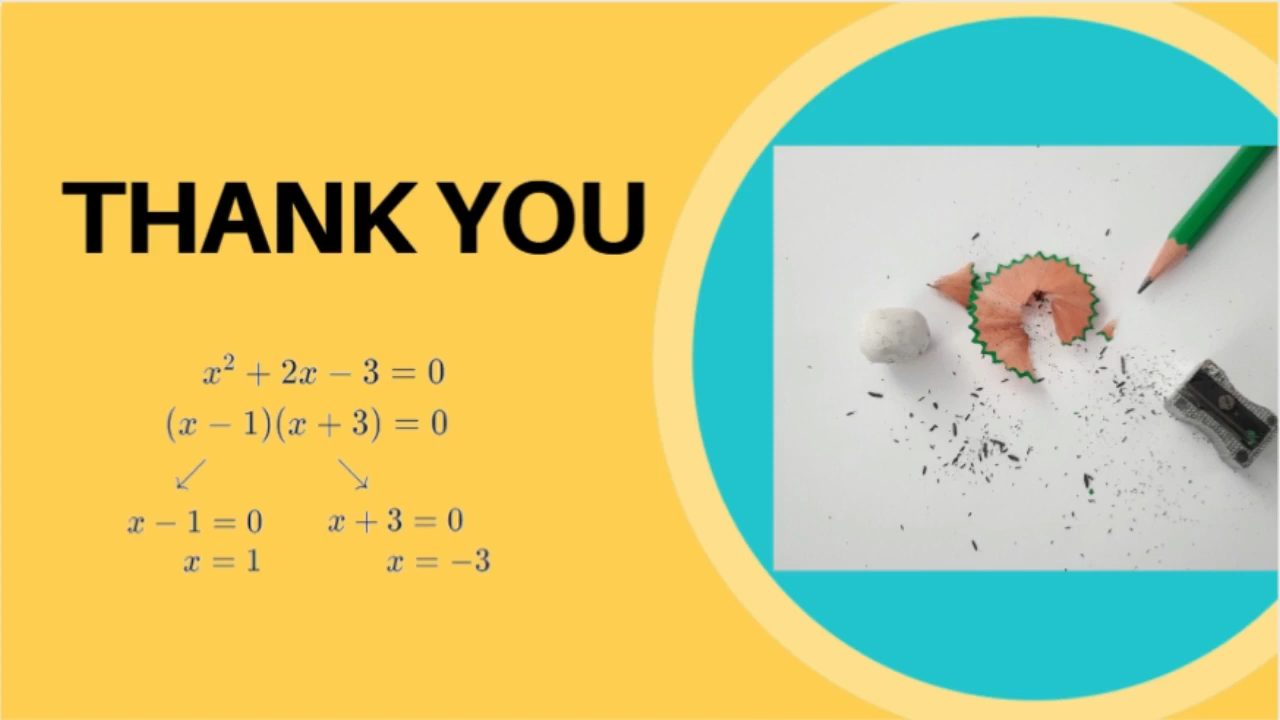 THANK YOU
x² + 2x − 3 = 0
(x − 1)(x + 3) = 0
↙ ↘
x − 1 = 0 x + 3 = 0
x = 1 x = −3